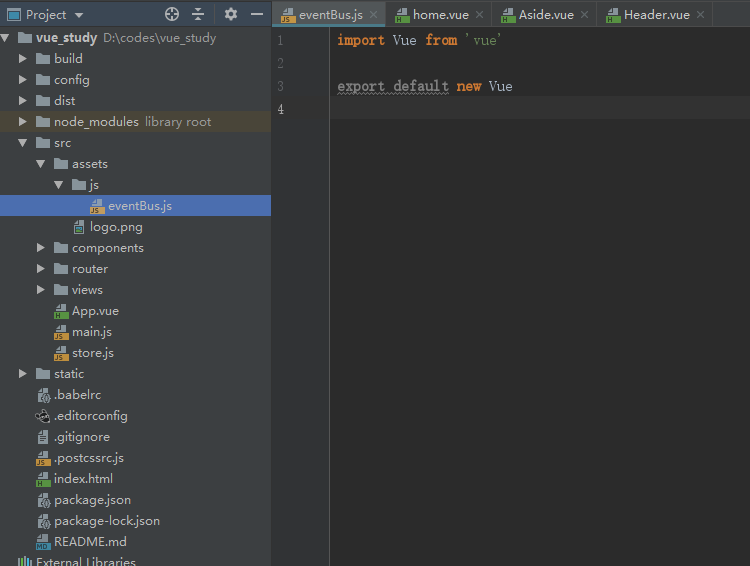 Project
eventBus.js
home.vue
Aside.vue
Header.vue
vue_study D:\codes\vue_study
build
config
dist
node_modules library root
src
assets
js
eventBus.js
logo.png
components
router
views
App.vue
main.js
store.js
static
.babelrc
.editorconfig
.gitignore
.postcssrc.js
index.html
package.json
package-lock.json
README.md
External Libraries
1 import Vue from 'vue'
2
3 export default new Vue
4